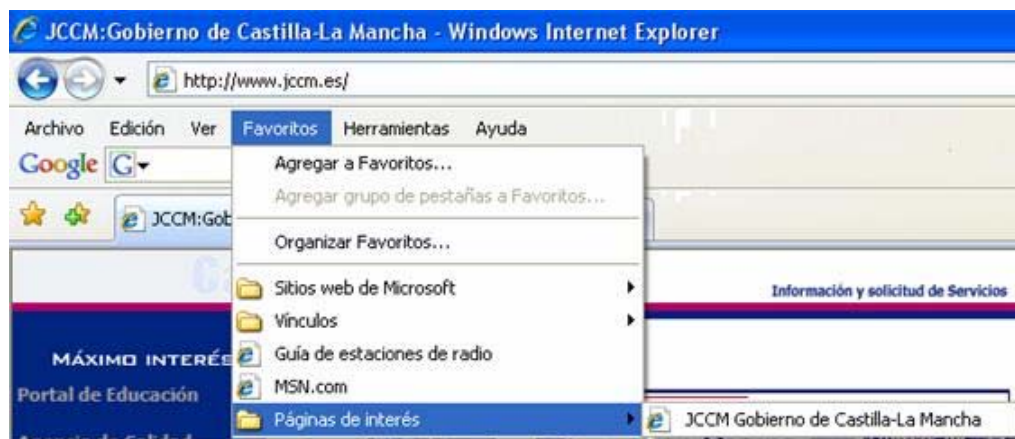 JCCM:Gobierno de Castilla-La Mancha - Windows Internet Explorer
http://www.jccm.es/
Archivo Edición Ver Favoritos Herramientas Ayuda
Google G
Agregar a Favoritos...
Agregar grupo de pestañas a Favoritos...
JCCM:Gob
Organizar Favoritos...
Sitios web de Microsoft
Información y solicitud de Servicios
Vínculos
MÁXIMO INTERÉS
Guía de estaciones de radio
Portal de Educación
MSN.com
Páginas de interés
JCCM Gobierno de Castilla-La Mancha